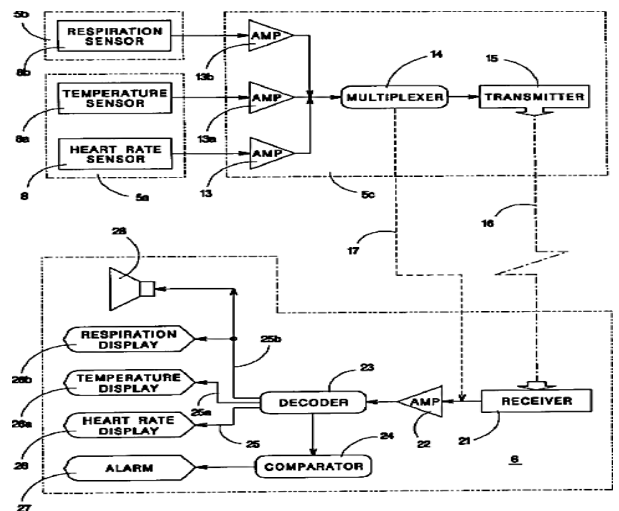 5b
RESPIRATION
SENSOR
8b
AMP
13b
14
15
TEMPERATURE
SENSOR
8a
AMP
13a
MULTIPLEXER
TRANSMITTER
HEART RATE
SENSOR
8
5a
AMP
13
5c
17
16
28
RESPIRATION
DISPLAY
26b
25b
TEMPERATURE
DISPLAY
26a
25a
23
DECODER
AMP
22
RECEIVER
21
HEART RATE
DISPLAY
26
25
24
6
ALARM
27
COMPARATOR